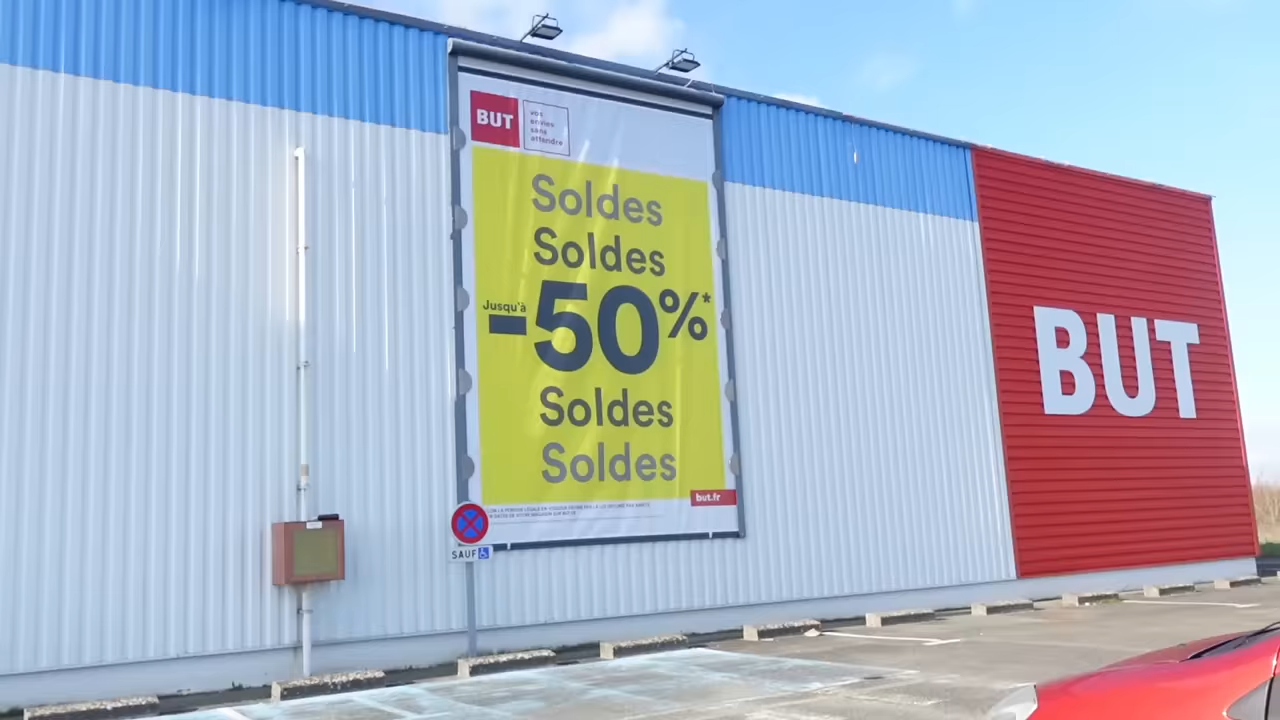 BUT
vos
envies
sans
attendre
Soldes
Soldes
Jusqu'à
-50%*
Soldes
Soldes
but.fr
SAUF
BUT